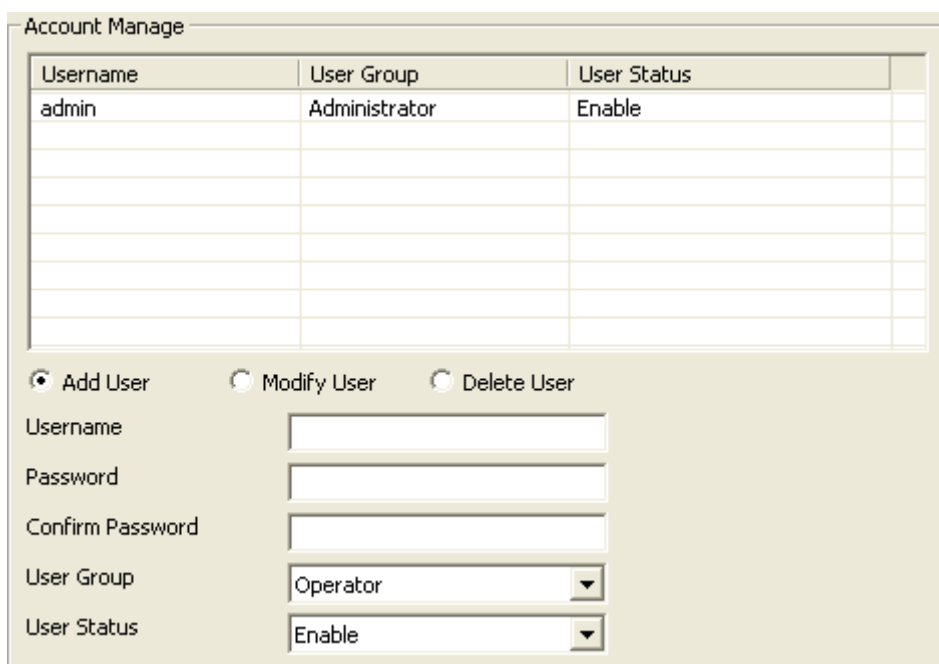 Account Manage
Username User Group User Status
admin Administrator Enable
Add User Modify User Delete User
Username
Password
Confirm Password
User Group Operator
User Status Enable